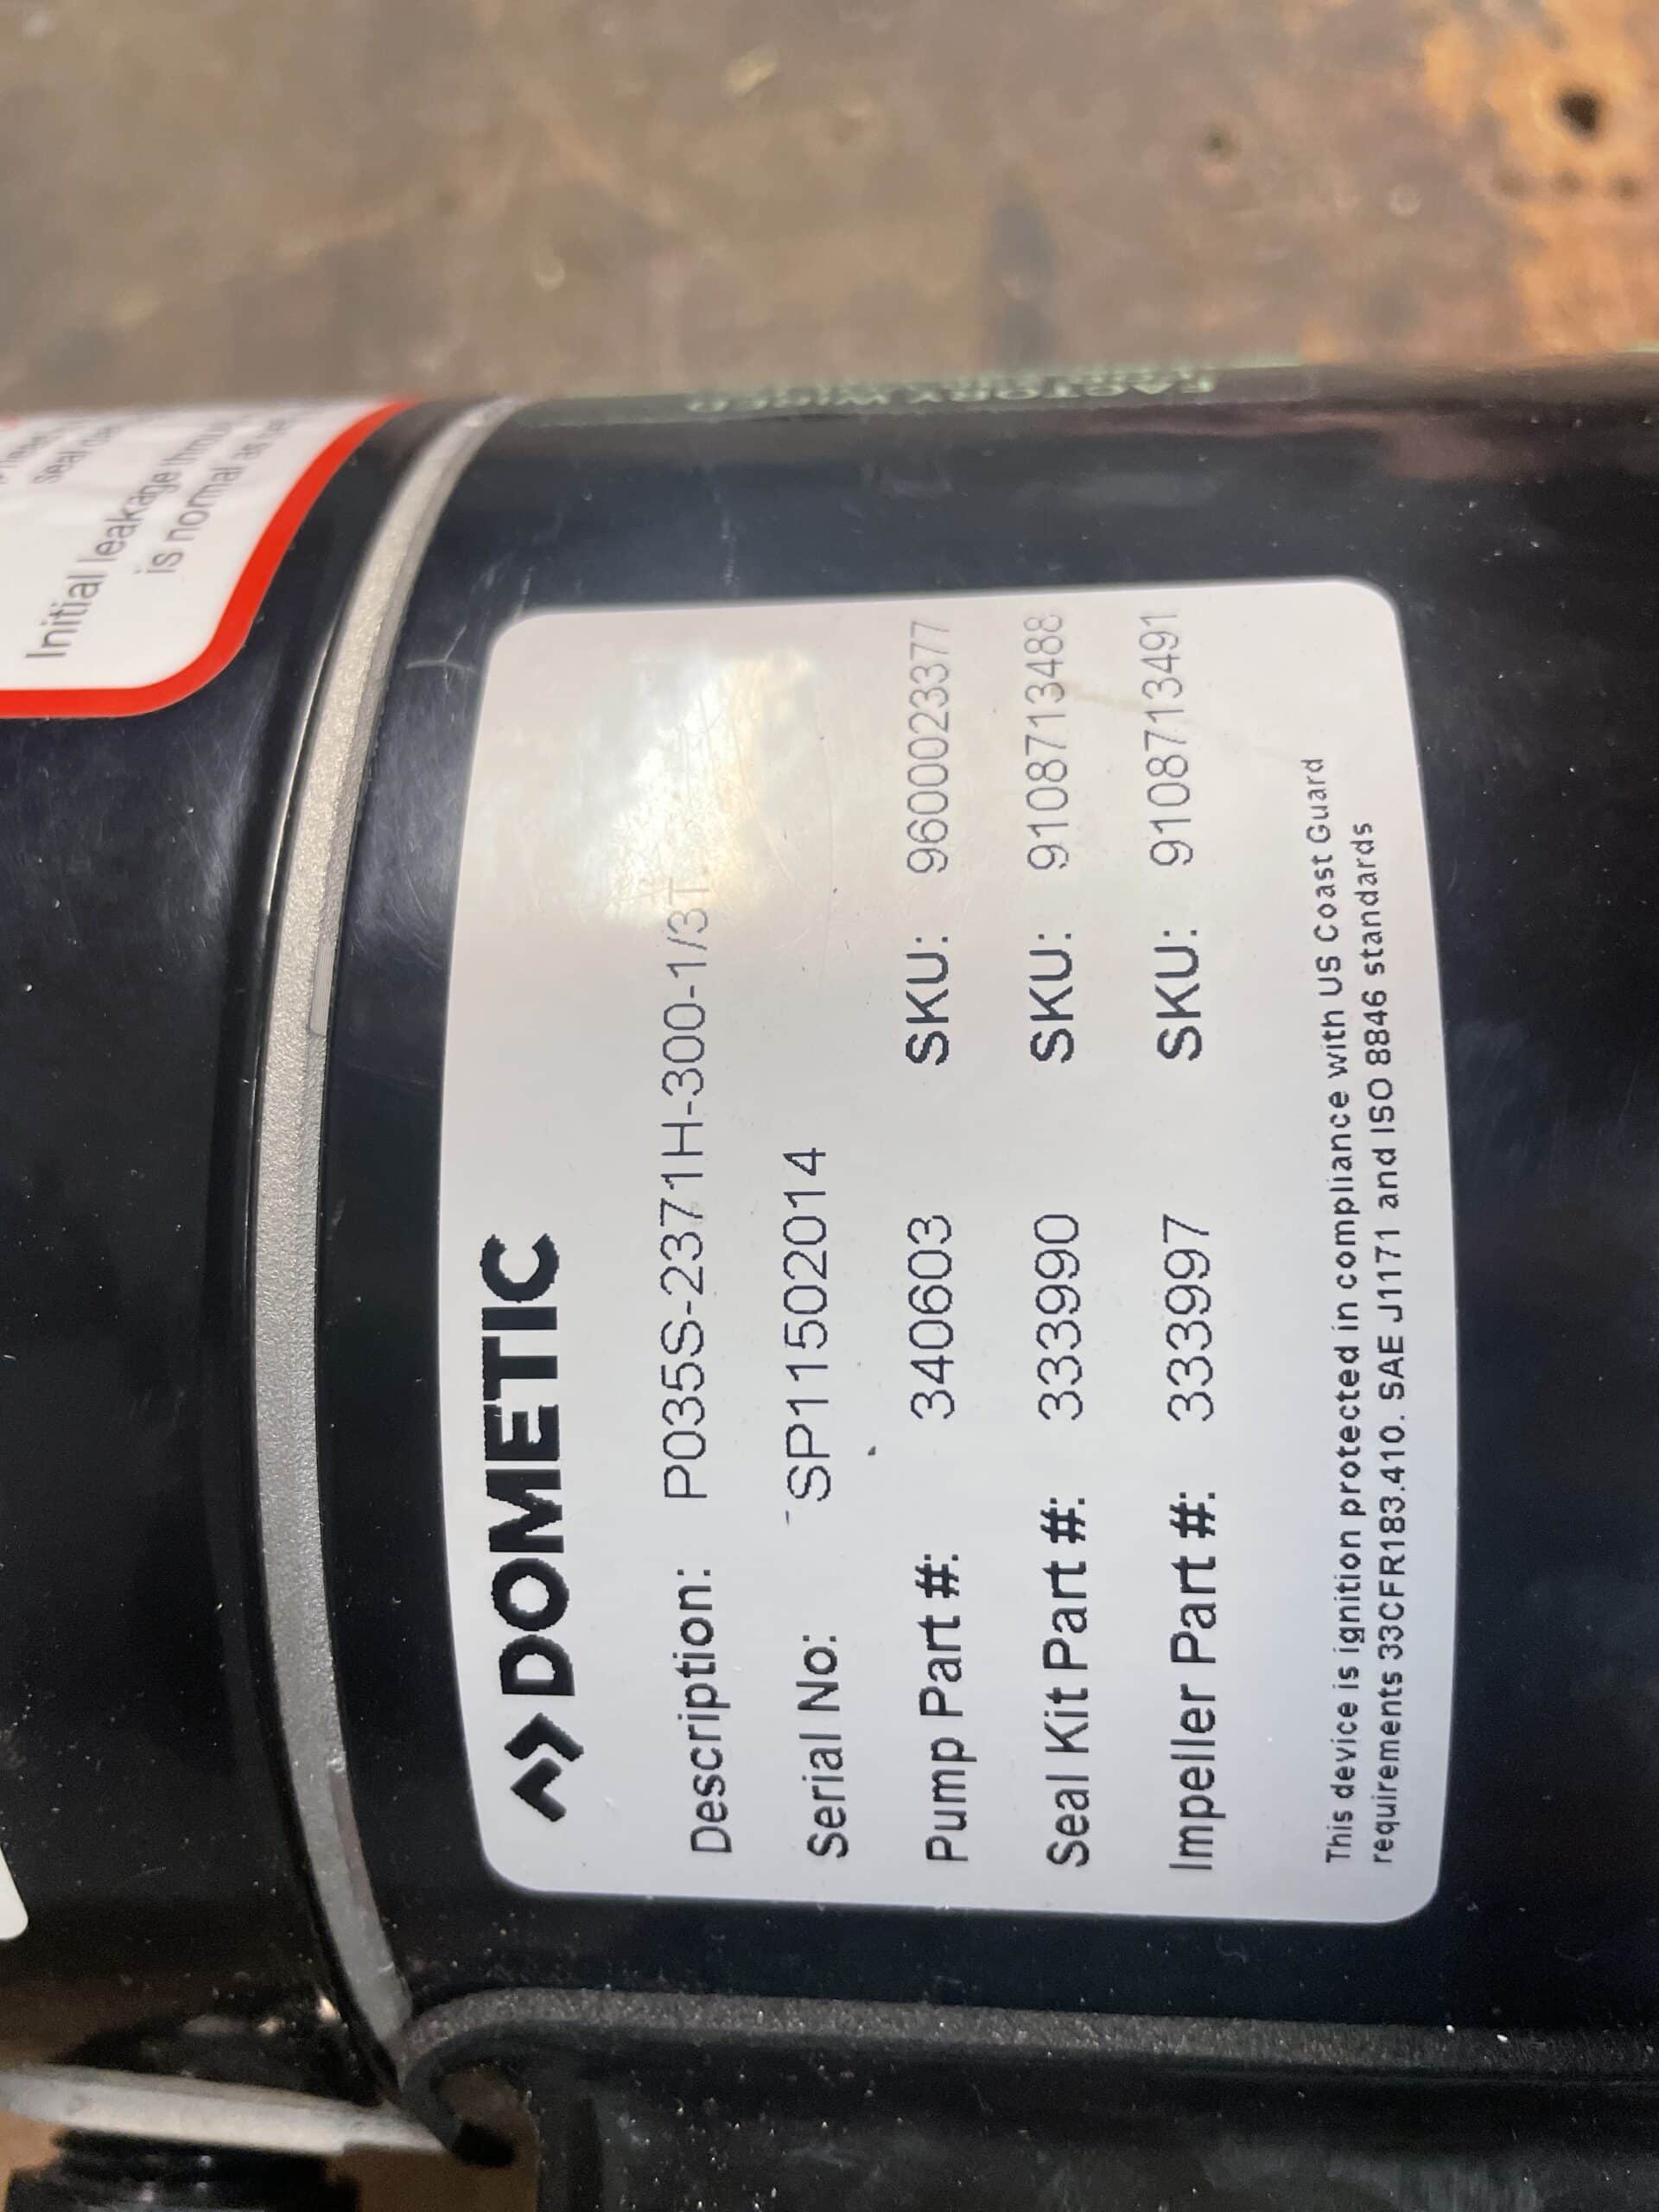 Initial leakage
is normal
DOMETIC
Description: P035S-2371H-300-1/3T
Serial No: SP11502014
Pump Part #: 340603 SKU: 9600023377
Seal Kit Part #: 333990 SKU: 9108713488
Impeller Part #: 333997 SKU: 9108713491
This device is ignition protected in compliance with US Coast Guard
requirements 33CFR183.410. SAE J1171 and ISO 8846 standards
FACTORY